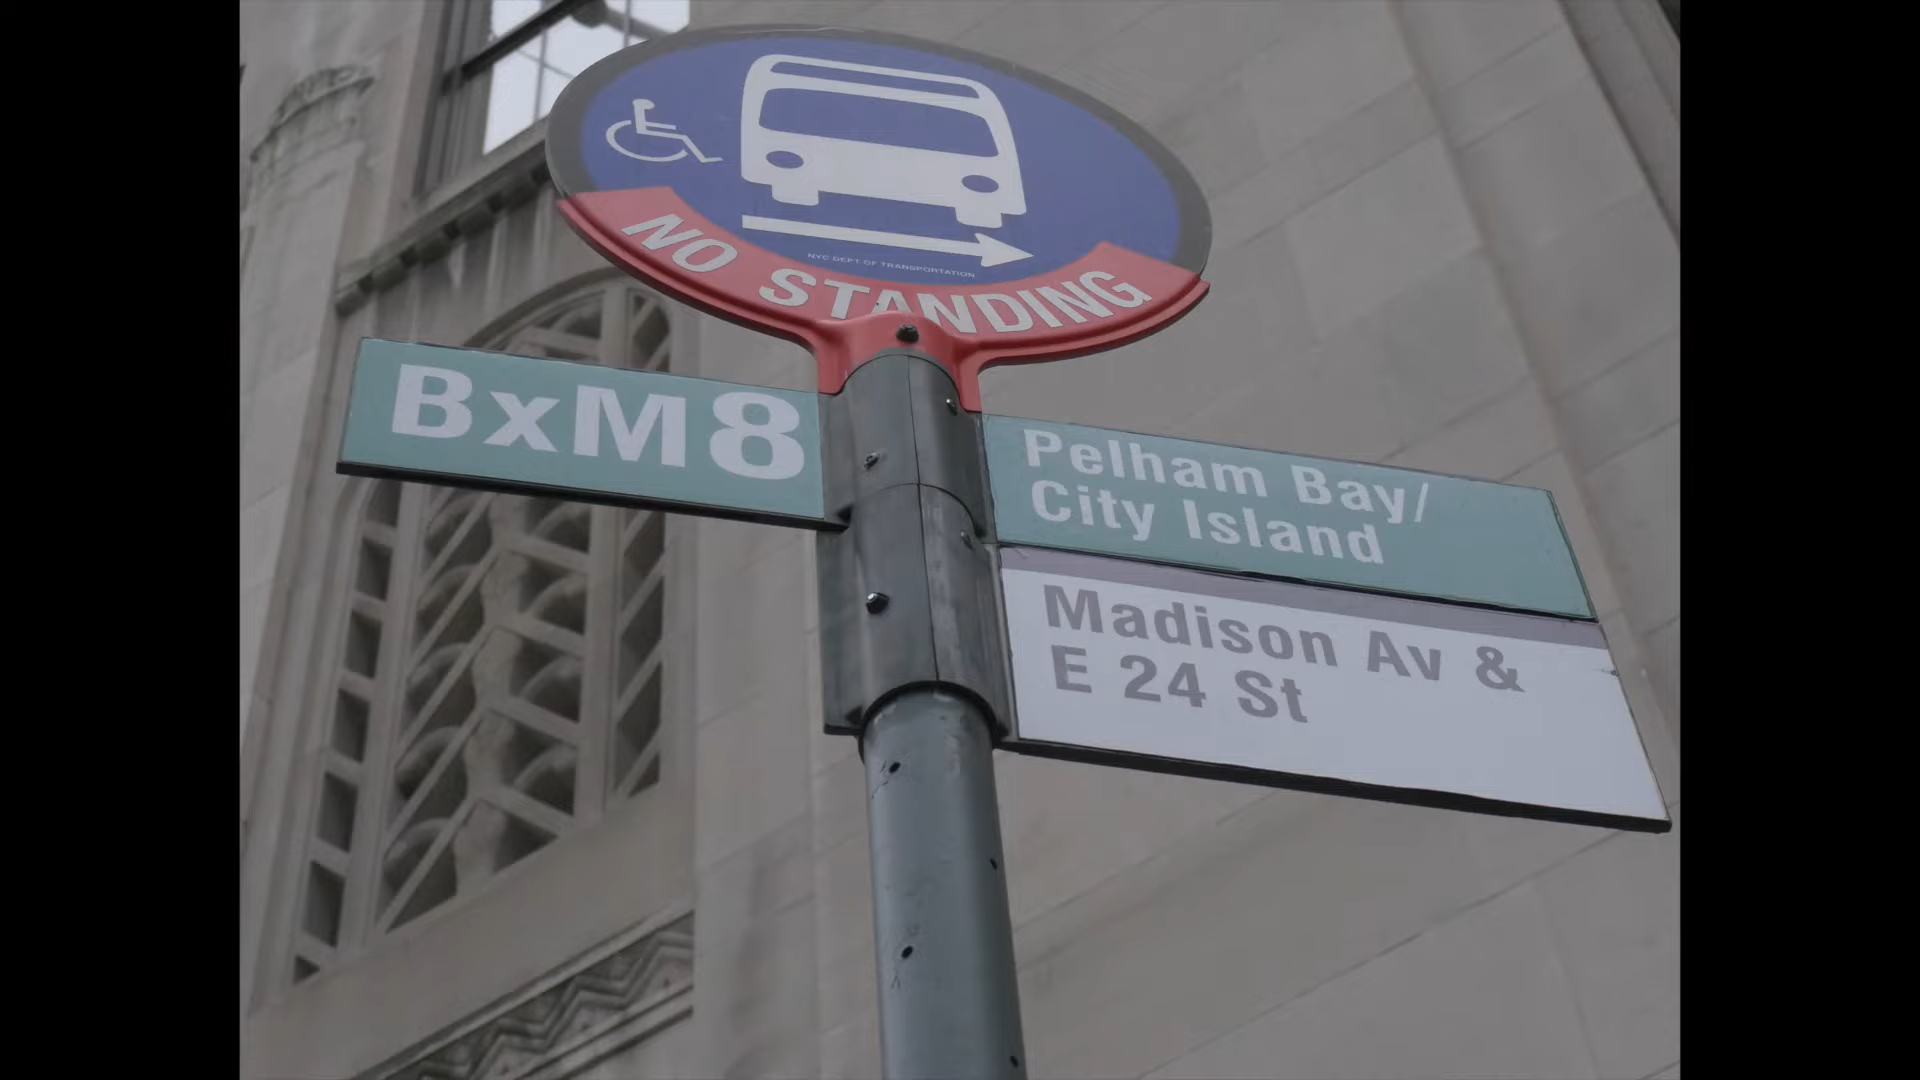 NYC DEPT OF TRANSPORTATION
NO STANDING
BxM8
Pelham Bay/
City Island
Madison Av &
E 24 St